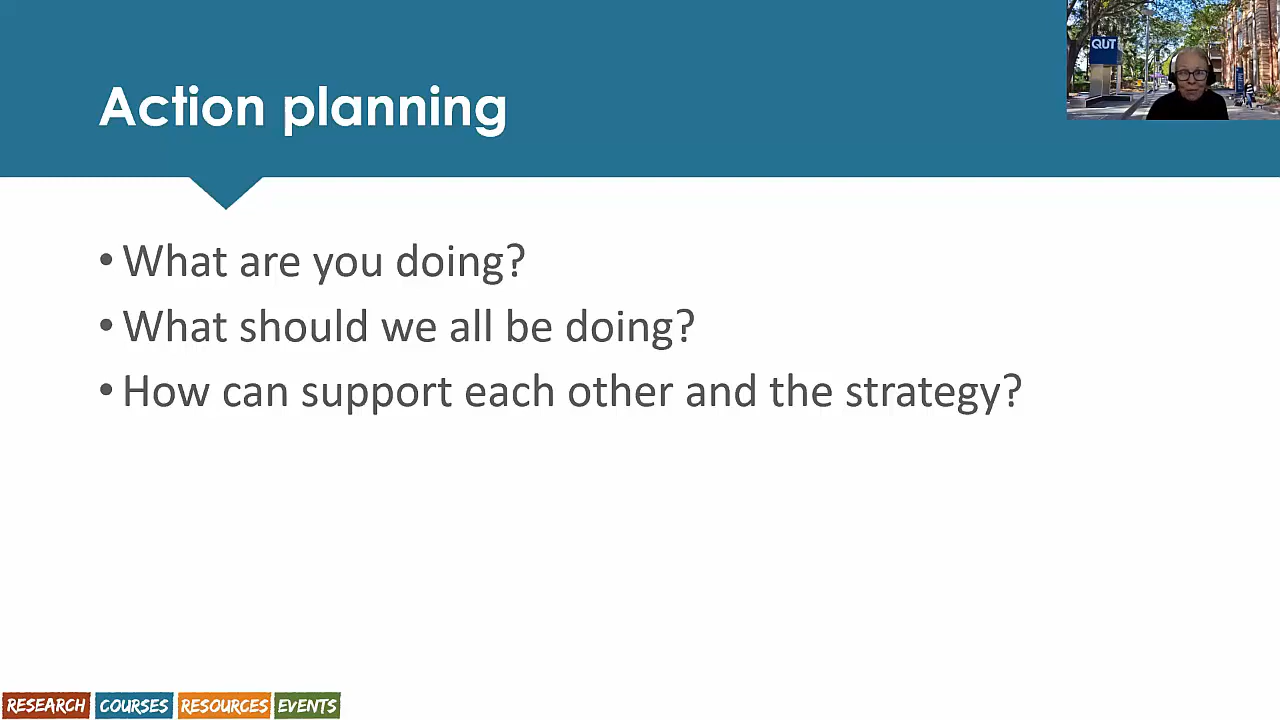 QUT
Action planning
• What are you doing?
• What should we all be doing?
• How can support each other and the strategy?
RESEARCH COURSES RESOURCES EVENTS